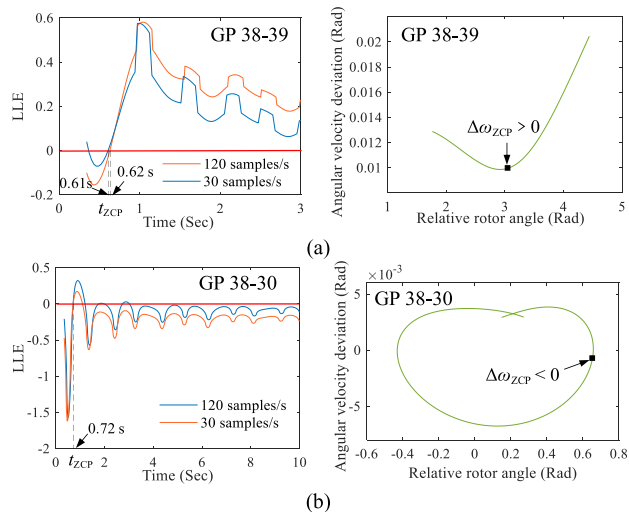 GP 38-39
0.6
0.4
0.2
0
-0.2
LLE
120 samples/s
30 samples/s
0.61s
0.62 s
tZCP
0
1
2
3
Time (Sec)
GP 38-39
0.02
0.018
0.016
0.014
0.012
0.01
Angular velocity deviation (Rad)
ΔωZCP > 0
1
2
3
4
5
Relative rotor angle (Rad)
(a)
GP 38-30
0.5
0
-0.5
-1
-1.5
-2
LLE
120 samples/s
30 samples/s
0.72 s
tZCP
0
2
4
6
8
10
Time (Sec)
×10-3
GP 38-30
5
0
-5
Angular velocity deviation (Rad)
ΔωZCP < 0
-0.6
-0.4
-0.2
0
0.2
0.4
0.6
0.8
Relative rotor angle (Rad)
(b)